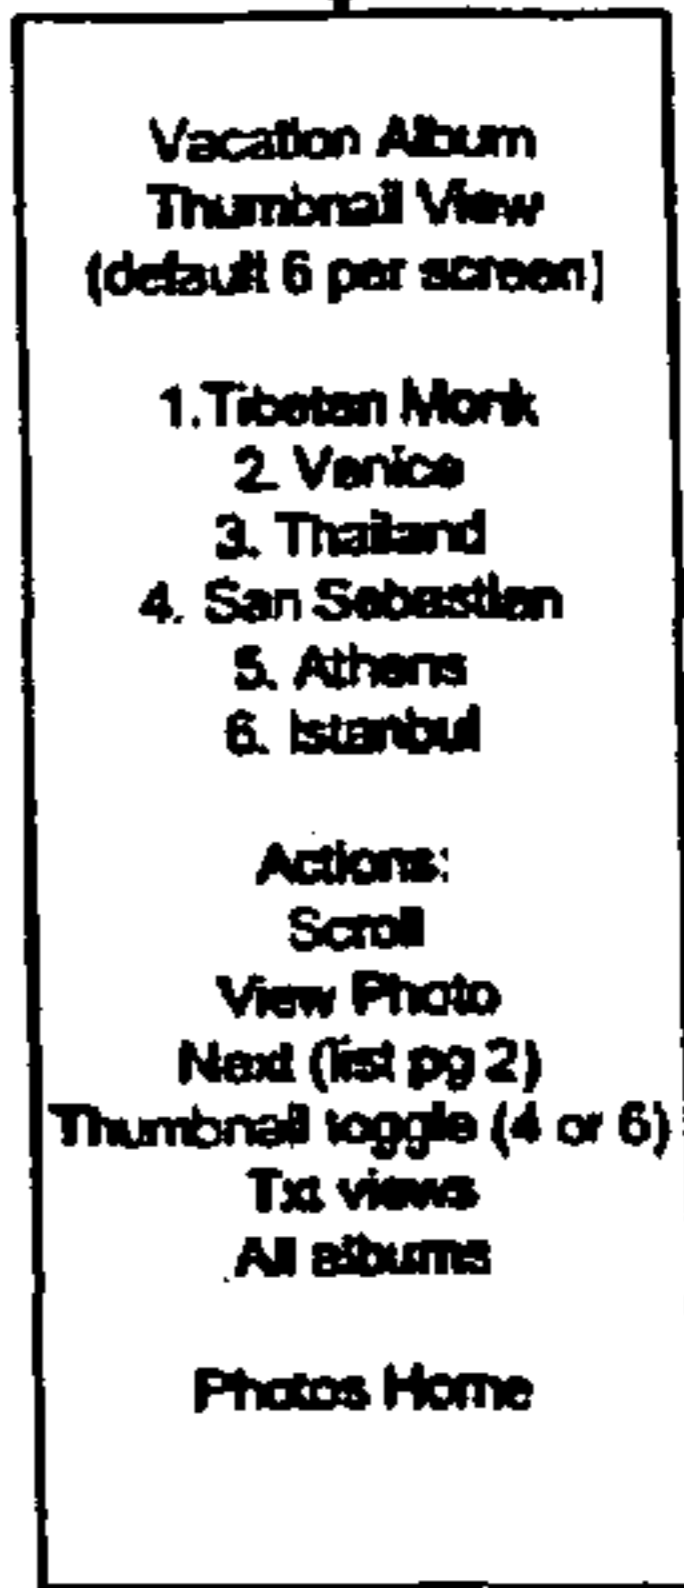 Vacation Album
Thumbnail View
(default 6 per screen)
1.Tibetan Monk
2. Venice
3. Thailand
4. San Sebastian
5. Athens
6. Istanbul
Actions:
Scroll
View Photo
Next (list pg 2)
Thumbnail toggle (4 or 6)
Txt views
All albums
Photos Home